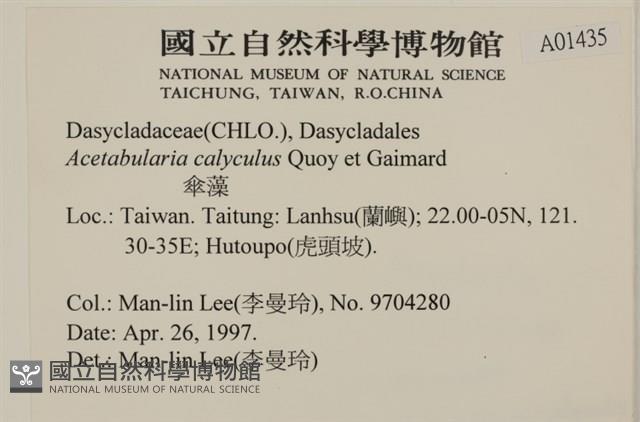 國立自然科學博物館
A01435
NATIONAL MUSEUM OF NATURAL SCIENCE
TAICHUNG, TAIWAN, R.O.CHINA
Dasycladaceae(CHLO.), Dasycladales
Acetabularia calyculus Quoy et Gaimard
傘藻
Loc.: Taiwan. Taitung: Lanhsu(蘭嶼); 22.00-05N, 121.
30-35E; Hutoupo(虎頭坡).
Col.: Man-lin Lee(李曼玲), No. 9704280
Date: Apr. 26, 1997.
Det.: Man-lin Lee(李曼玲)
國立自然科學博物館
NATIONAL MUSEUM OF NATURAL SCIENCE